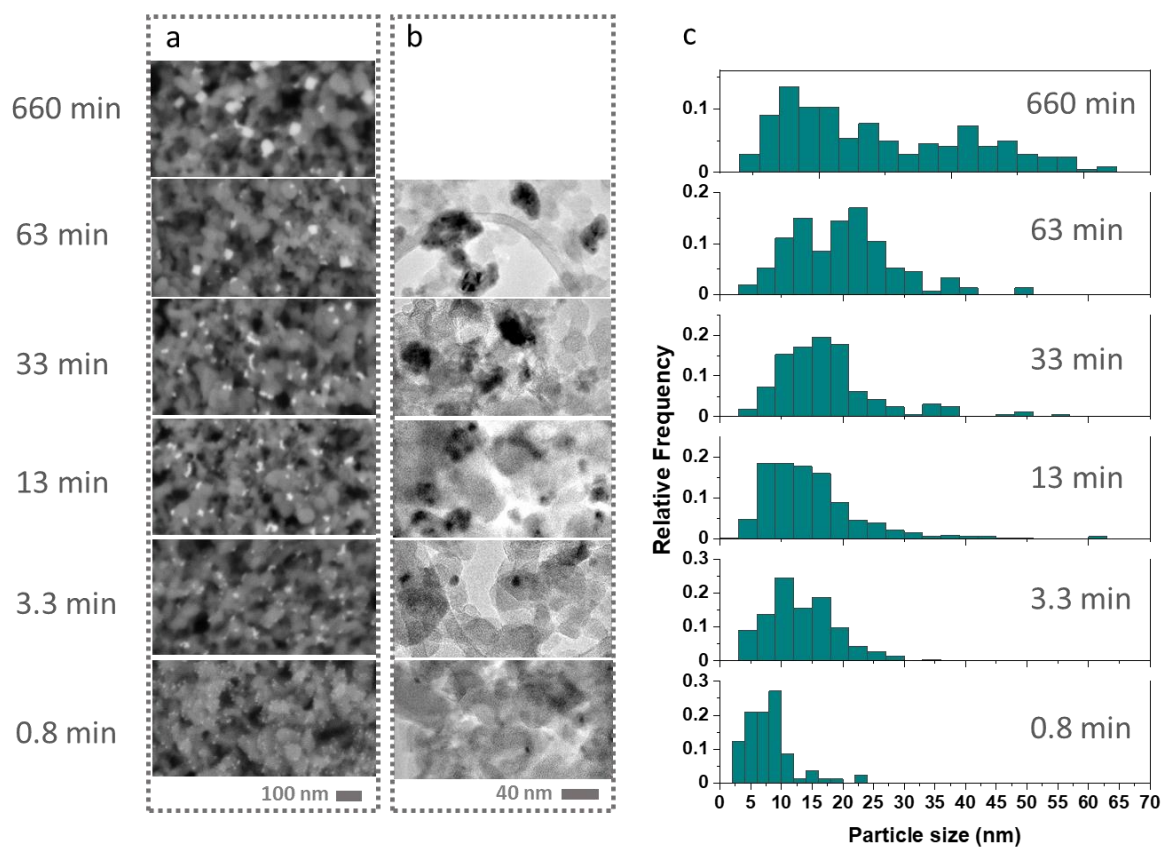 a
b
c
660 min
63 min
33 min
13 min
3.3 min
0.8 min
100 nm
40 nm
Relative Frequency
0.1
0
660 min
0.2
0.1
0
63 min
0.2
0.1
0
33 min
0.2
0.1
0
13 min
0.3
0.2
0.1
0
3.3 min
0.3
0.2
0.1
0
0.8 min
0 5 10 15 20 25 30 35 40 45 50 55 60 65 70
Particle size (nm)